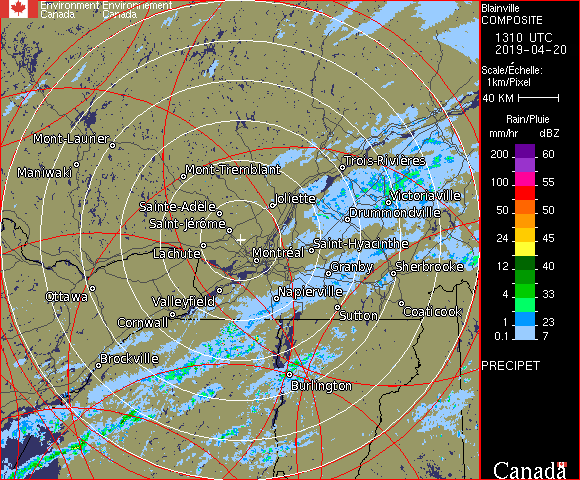 Environment Environnement
Canada Canada
Blainville
COMPOSITE
1310 UTC
2019-04-20
Scale/Échelle:
1km/Pixel
40 KM
Rain/Pluie
mm/hr dBZ
200 60
100 55
50 50
24 45
12 40
4 33
1 23
0.1 7
PRECIPET
Canada
Mont-Laurier
Maniwaki
Mont-Tremblant
Trois-Rivières
Sainte-Adèle
Joliette
Victoriaville
Saint-Jérôme
Drummondville
Lachute
Montréal
Saint-Hyacinthe
Granby
Sherbrooke
Ottawa
Valleyfield
Napierville
Cornwall
Sutton
Coaticook
Brockville
Burlington